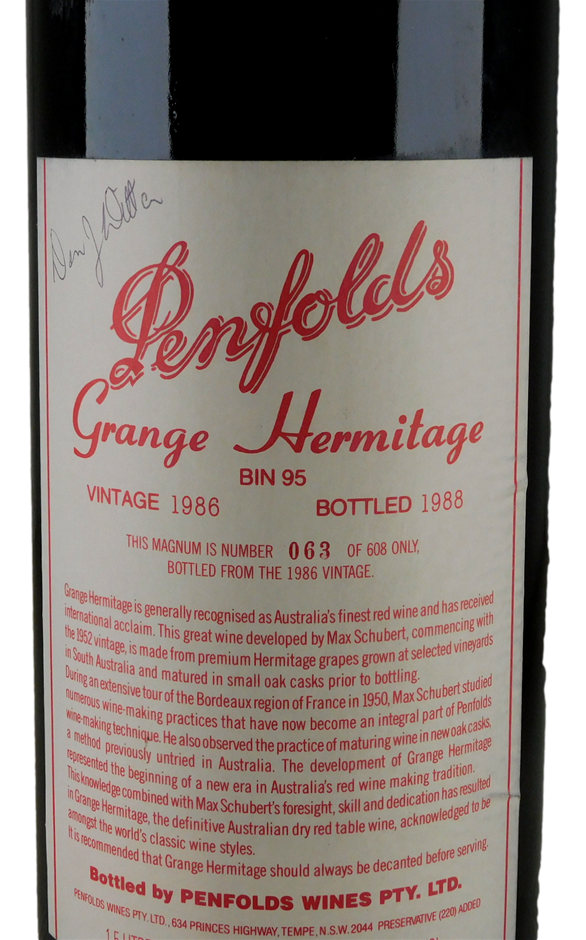 Penfolds
Grange Hermitage
BIN 95
VINTAGE 1986 BOTTLED 1988
THIS MAGNUM IS NUMBER 063 OF 608 ONLY,
BOTTLED FROM THE 1986 VINTAGE.
Grange Hermitage is generally recognised as Australia's finest red wine and has received
international acclaim. This great wine developed by Max Schubert, commencing with
the 1952 vintage, is made from premium Hermitage grapes grown at selected vineyards
in South Australia and matured in small oak casks prior to bottling.
During an extensive tour of the Bordeaux region of France in 1950, Max Schubert studied
numerous wine-making practices that have now become an integral part of Penfolds
wine-making technique. He also observed the practice of maturing wine in new oak casks,
a method previously untried in Australia. The development of Grange Hermitage
represented the beginning of a new era in Australia's red wine making tradition.
This knowledge combined with Max Schubert's foresight, skill and dedication has resulted
in Grange Hermitage, the definitive Australian dry red table wine, acknowledged to be
amongst the world's classic wine styles.
It is recommended that Grange Hermitage should always be decanted before serving.
Bottled by PENFOLDS WINES PTY. LTD.
PENFOLDS WINES PTY. LTD., 634 PRINCES HIGHWAY, TEMPE, N.S.W. 2044 PRESERVATIVE (220) ADDED